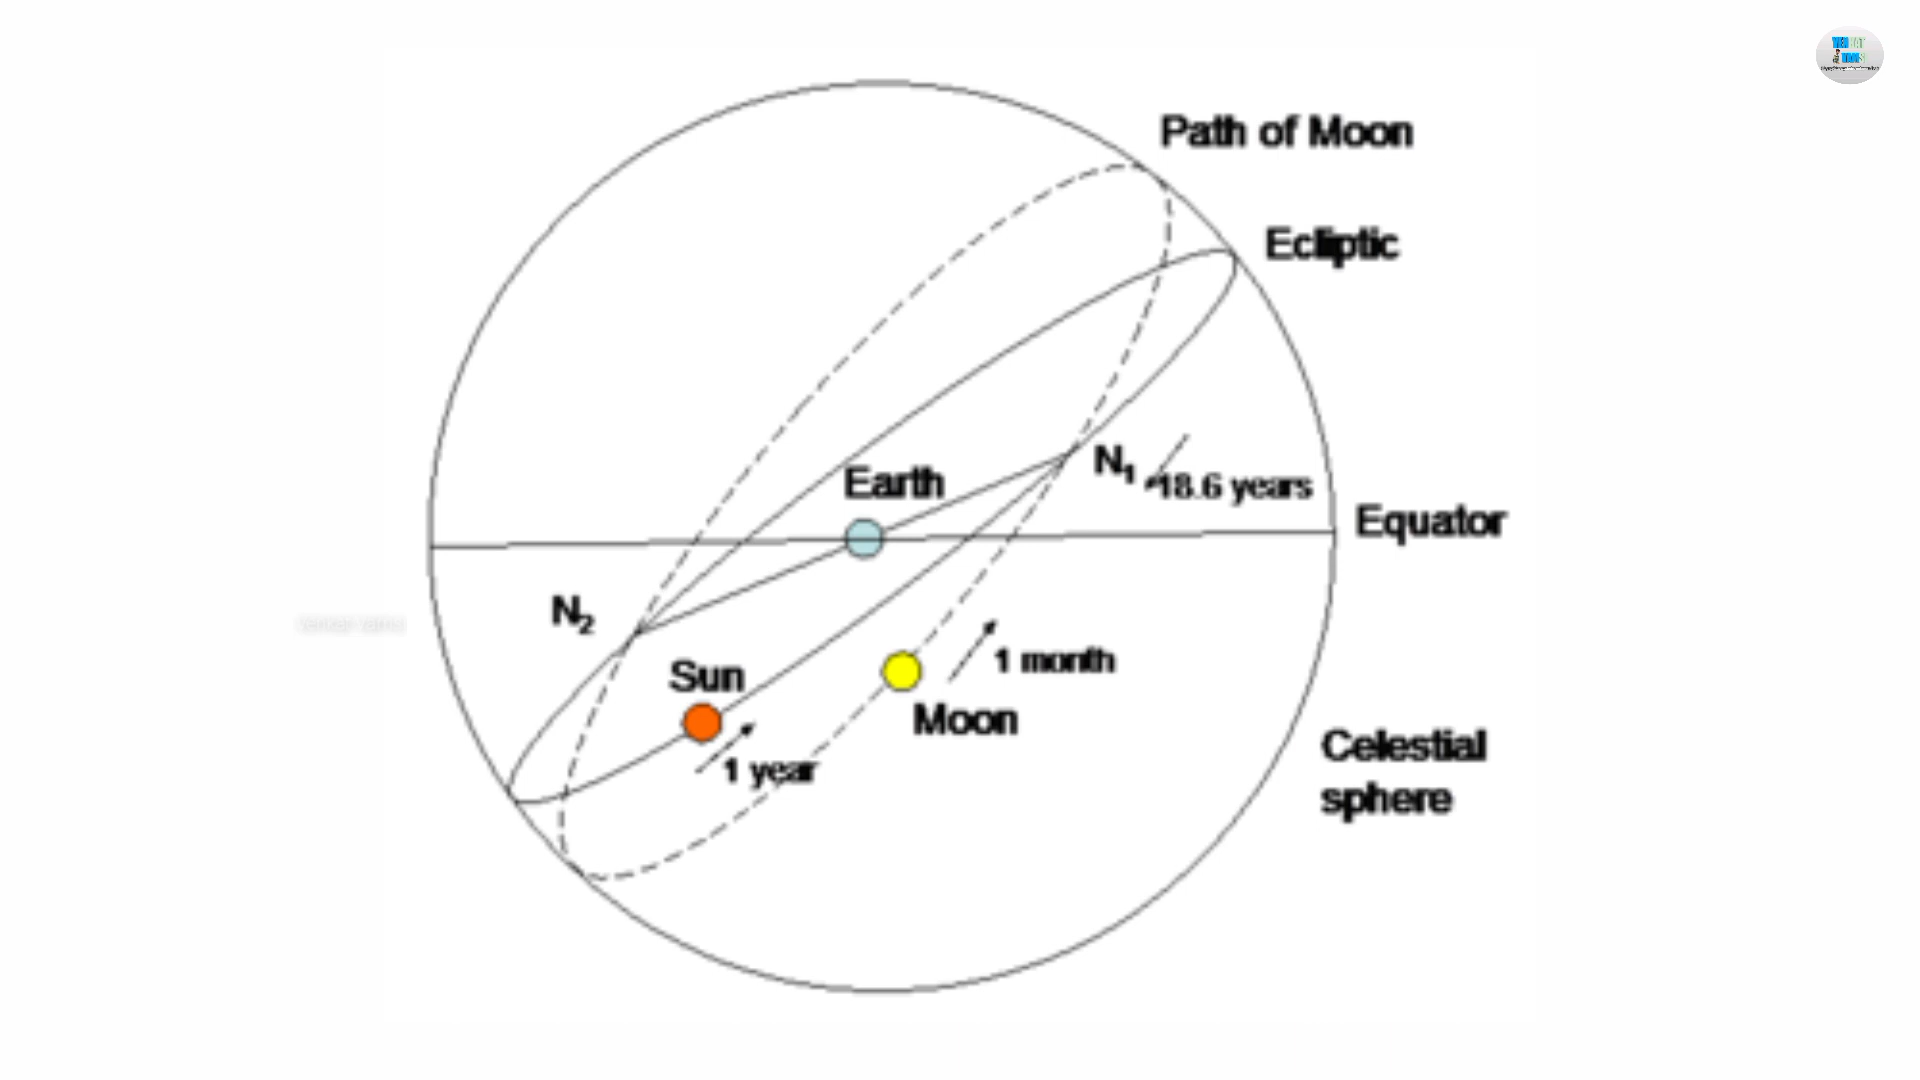 Path of Moon
Ecliptic
Earth
N1
18.6 years
Equator
N2
Sun
1 month
Moon
1 year
Celestial
sphere